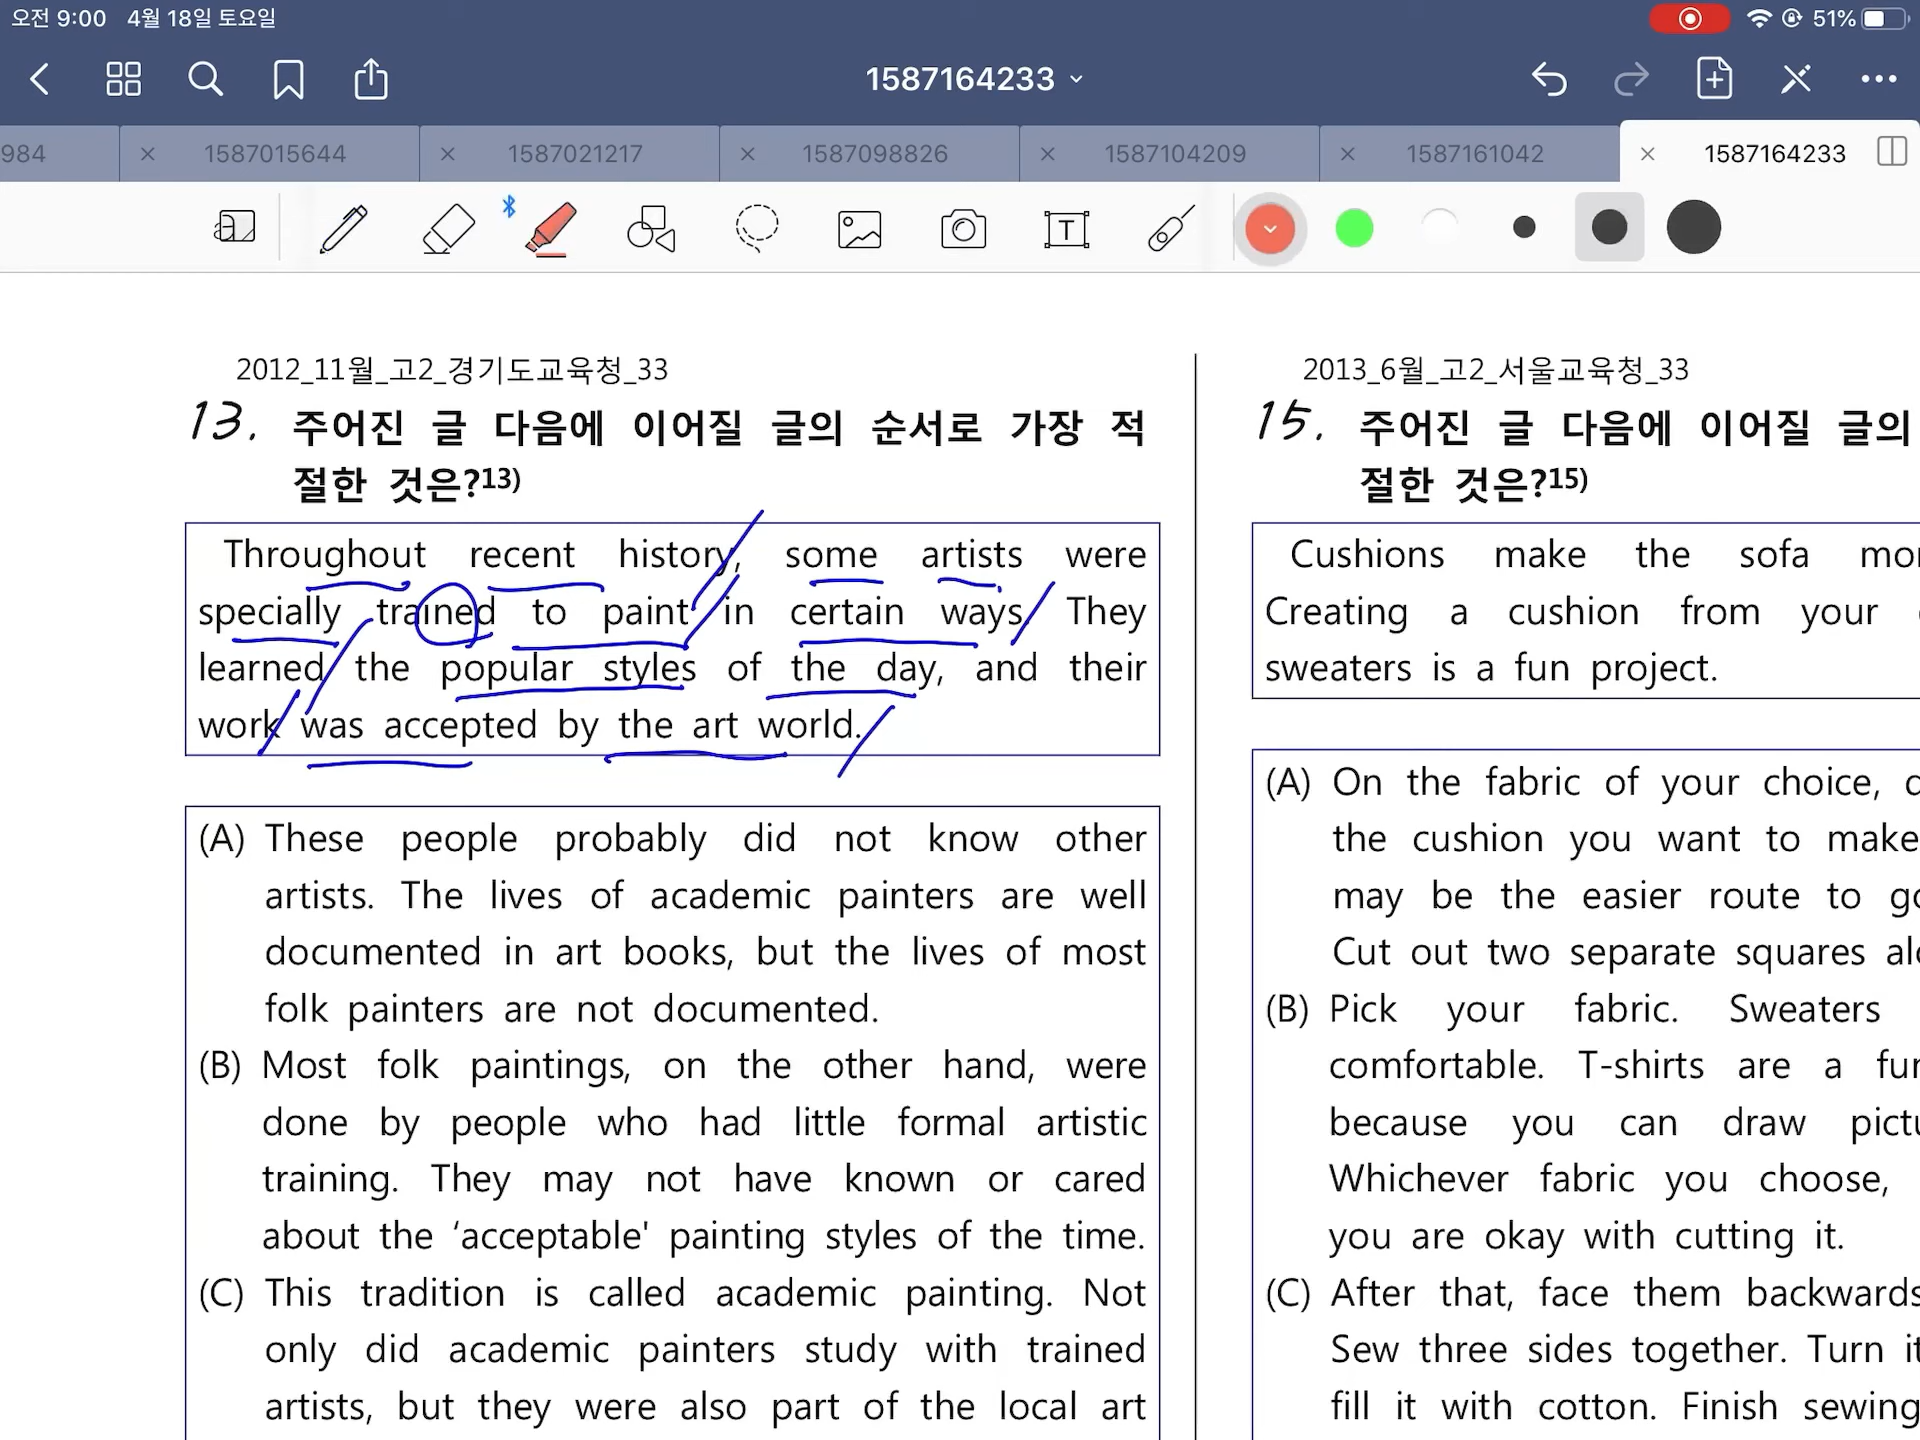 오전 9:00 4월 18일 토요일
51%
1587164233
984
1587015644
1587021217
1587098826
1587104209
1587161042
1587164233
T
2012_11월_고2_경기도교육청_33
13. 주어진 글 다음에 이어질 글의 순서로 가장 적
절한 것은?13)
Throughout recent history, some artists were
specially trained to paint in certain ways. They
learned the popular styles of the day, and their
work was accepted by the art world.
(A) These people probably did not know other
artists. The lives of academic painters are well
documented in art books, but the lives of most
folk painters are not documented.
(B) Most folk paintings, on the other hand, were
done by people who had little formal artistic
training. They may not have known or cared
about the ‘acceptable' painting styles of the time.
(C) This tradition is called academic painting. Not
only did academic painters study with trained
artists, but they were also part of the local art
2013_6월_고2_서울교육청_33
15. 주어진 글 다음에 이어질 글의
절한 것은?15)
Cushions make the sofa
Creating a cushion from your
sweaters is a fun project.
(A) On the fabric of your choice,
the cushion you want to make
may be the easier route to
Cut out two separate squares
(B) Pick your fabric. Sweaters
comfortable. T-shirts are a
because you can draw
Whichever fabric you choose,
you are okay with cutting it.
(C) After that, face them backwards
Sew three sides together. Turn
fill it with cotton. Finish sewing